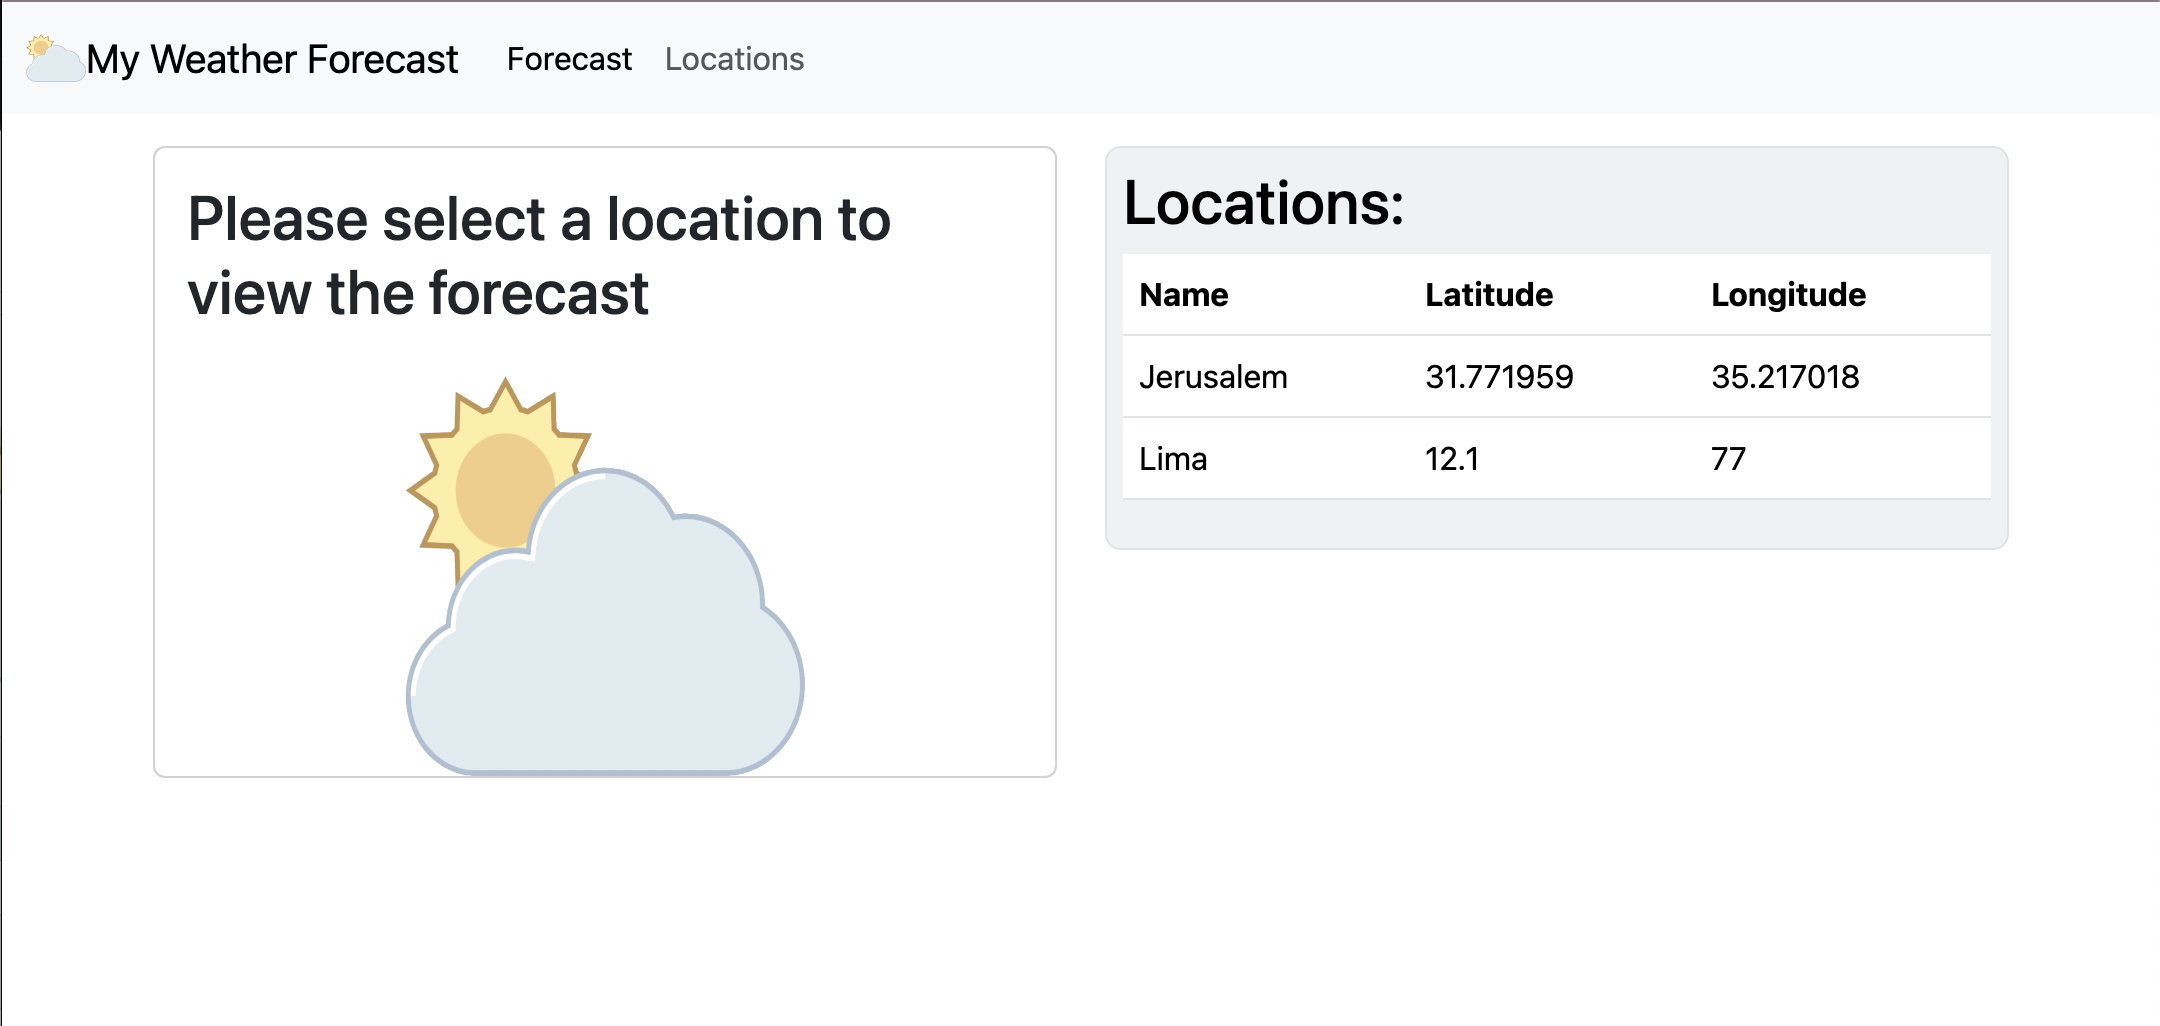 My Weather Forecast Forecast Locations
Please select a location to
view the forecast
Locations:
Name Latitude Longitude
Jerusalem 31.771959 35.217018
Lima 12.1 77